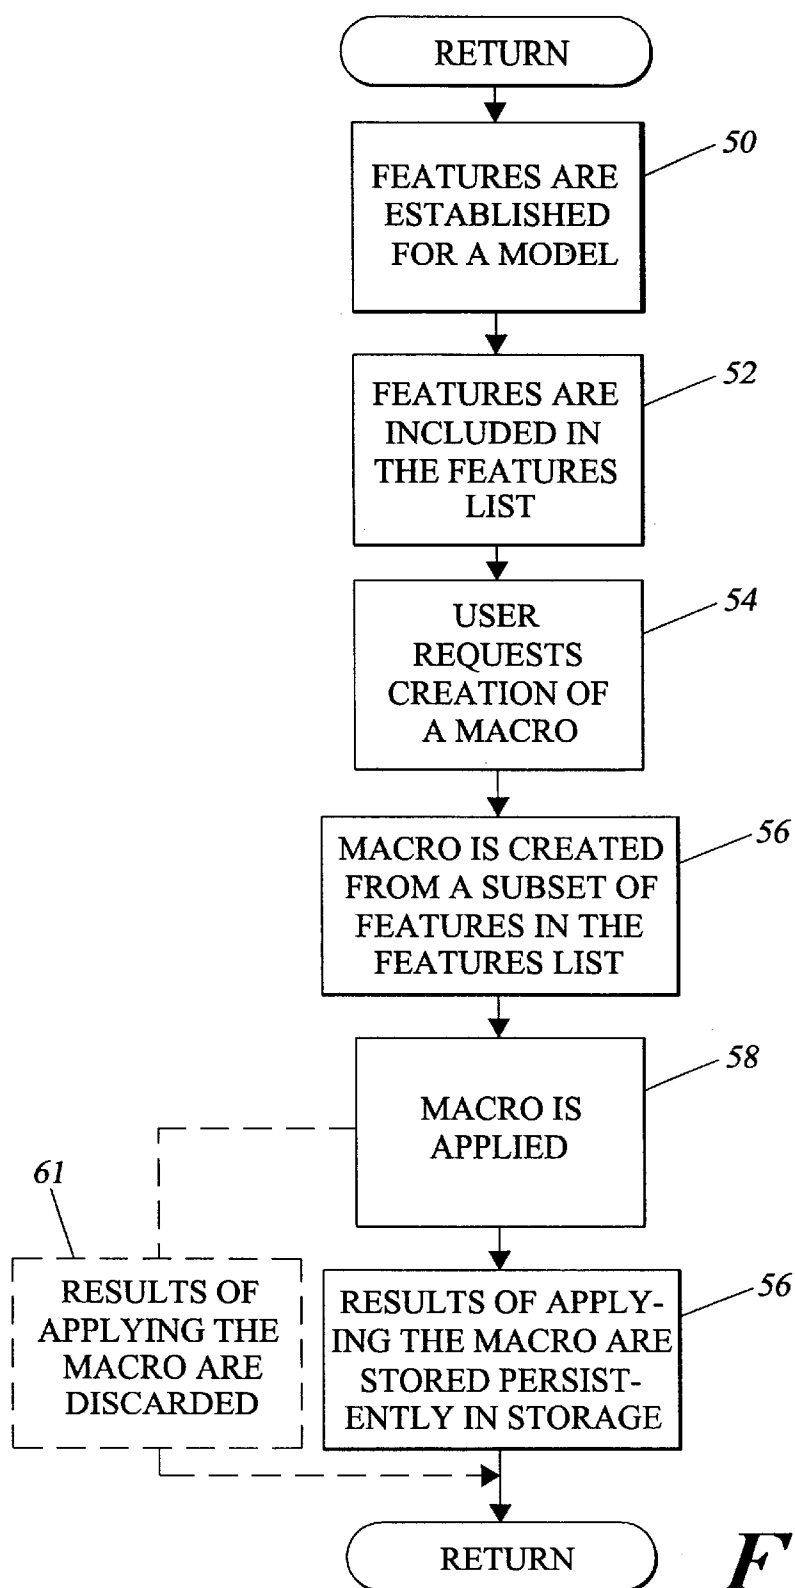 RETURN
50
FEATURES ARE
ESTABLISHED
FOR A MODEL
52
FEATURES ARE
INCLUDED IN
THE FEATURES
LIST
54
USER
REQUESTS
CREATION OF
A MACRO
56
MACRO IS CREATED
FROM A SUBSET OF
FEATURES IN THE
FEATURES LIST
58
MACRO IS
APPLIED
61
RESULTS OF
APPLYING THE
MACRO ARE
DISCARDED
56
RESULTS OF APPLY-
ING THE MACRO ARE
STORED PERSIST-
ENTLY IN STORAGE
RETURN
F